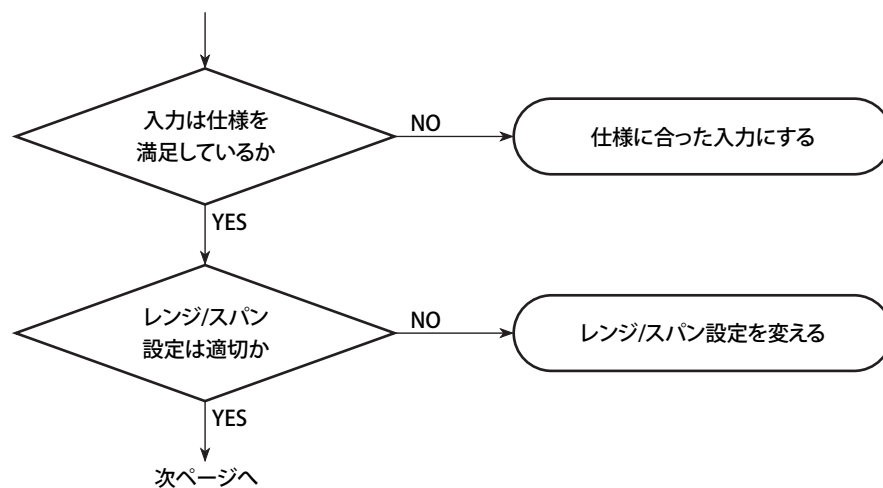 入力は仕様を
満足しているか
NO
仕様に合った入力にする
YES
レンジ/スパン
設定は適切か
NO
レンジ/スパン設定を変える
YES
次ページへ